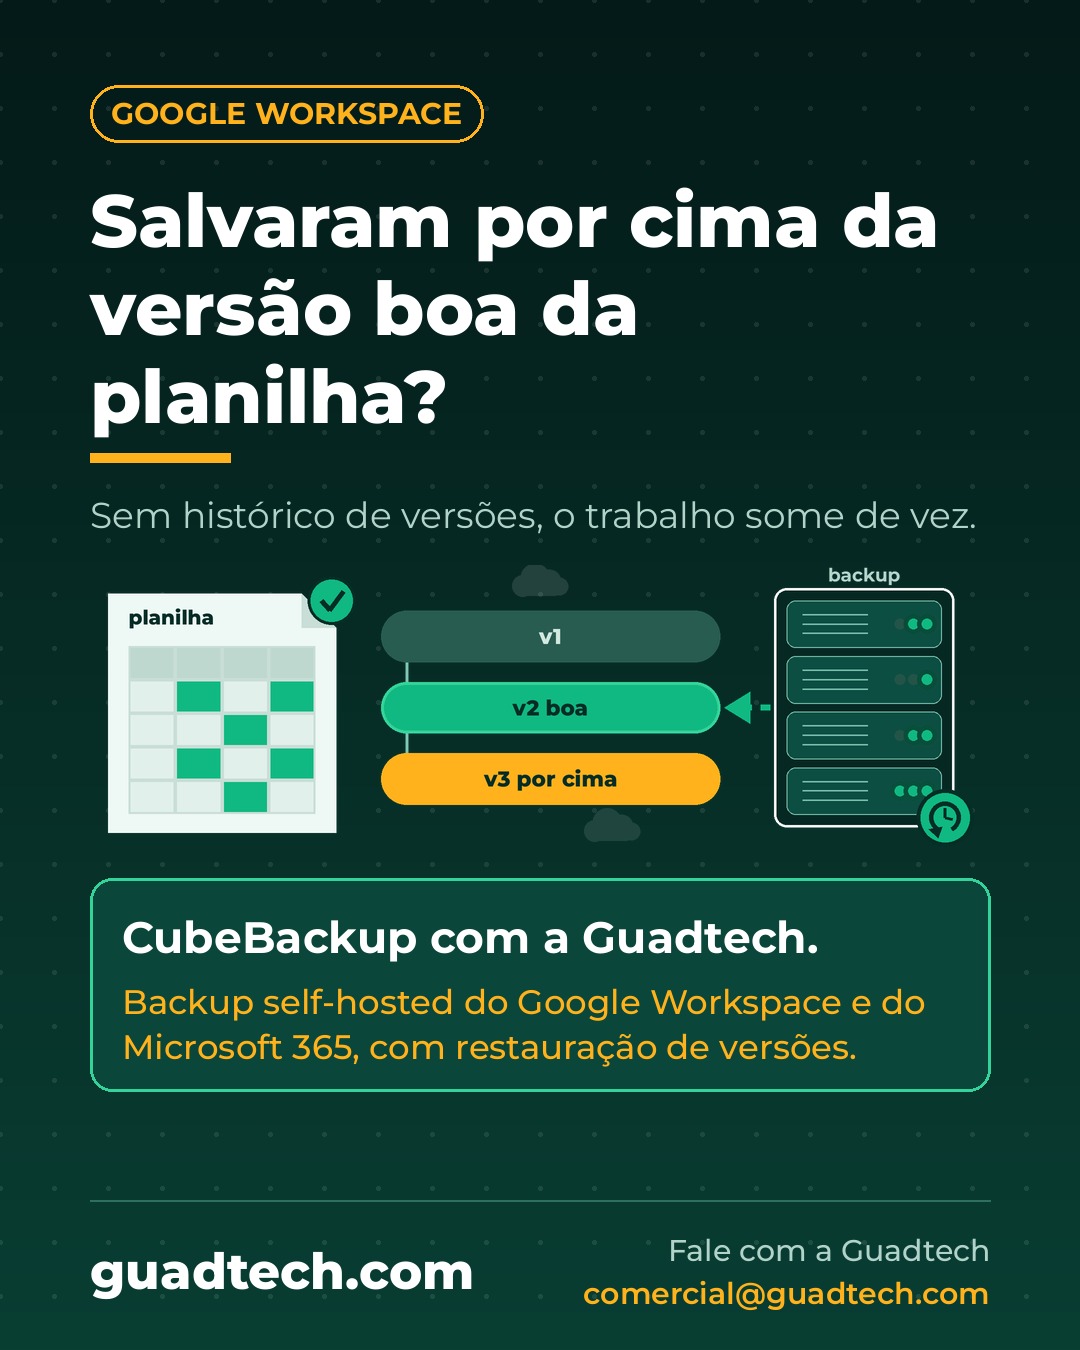 GOOGLE WORKSPACE
Salvaram por cima da
versão boa da
planilha?
Sem histórico de versões, o trabalho some de vez.
backup
planilha
v1
v2 boa
v3 por cima
CubeBackup com a Guadtech.
Backup self-hosted do Google Workspace e do
Microsoft 365, com restauração de versões.
guadtech.com
Fale com a Guadtech
comercial@guadtech.com